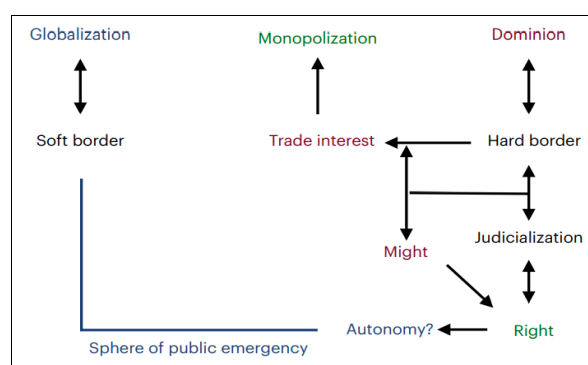 Globalization
Monopolization
Dominion
Soft border
Trade interest
Hard border
Might
Judicialization
Autonomy?
Right
Sphere of public emergency